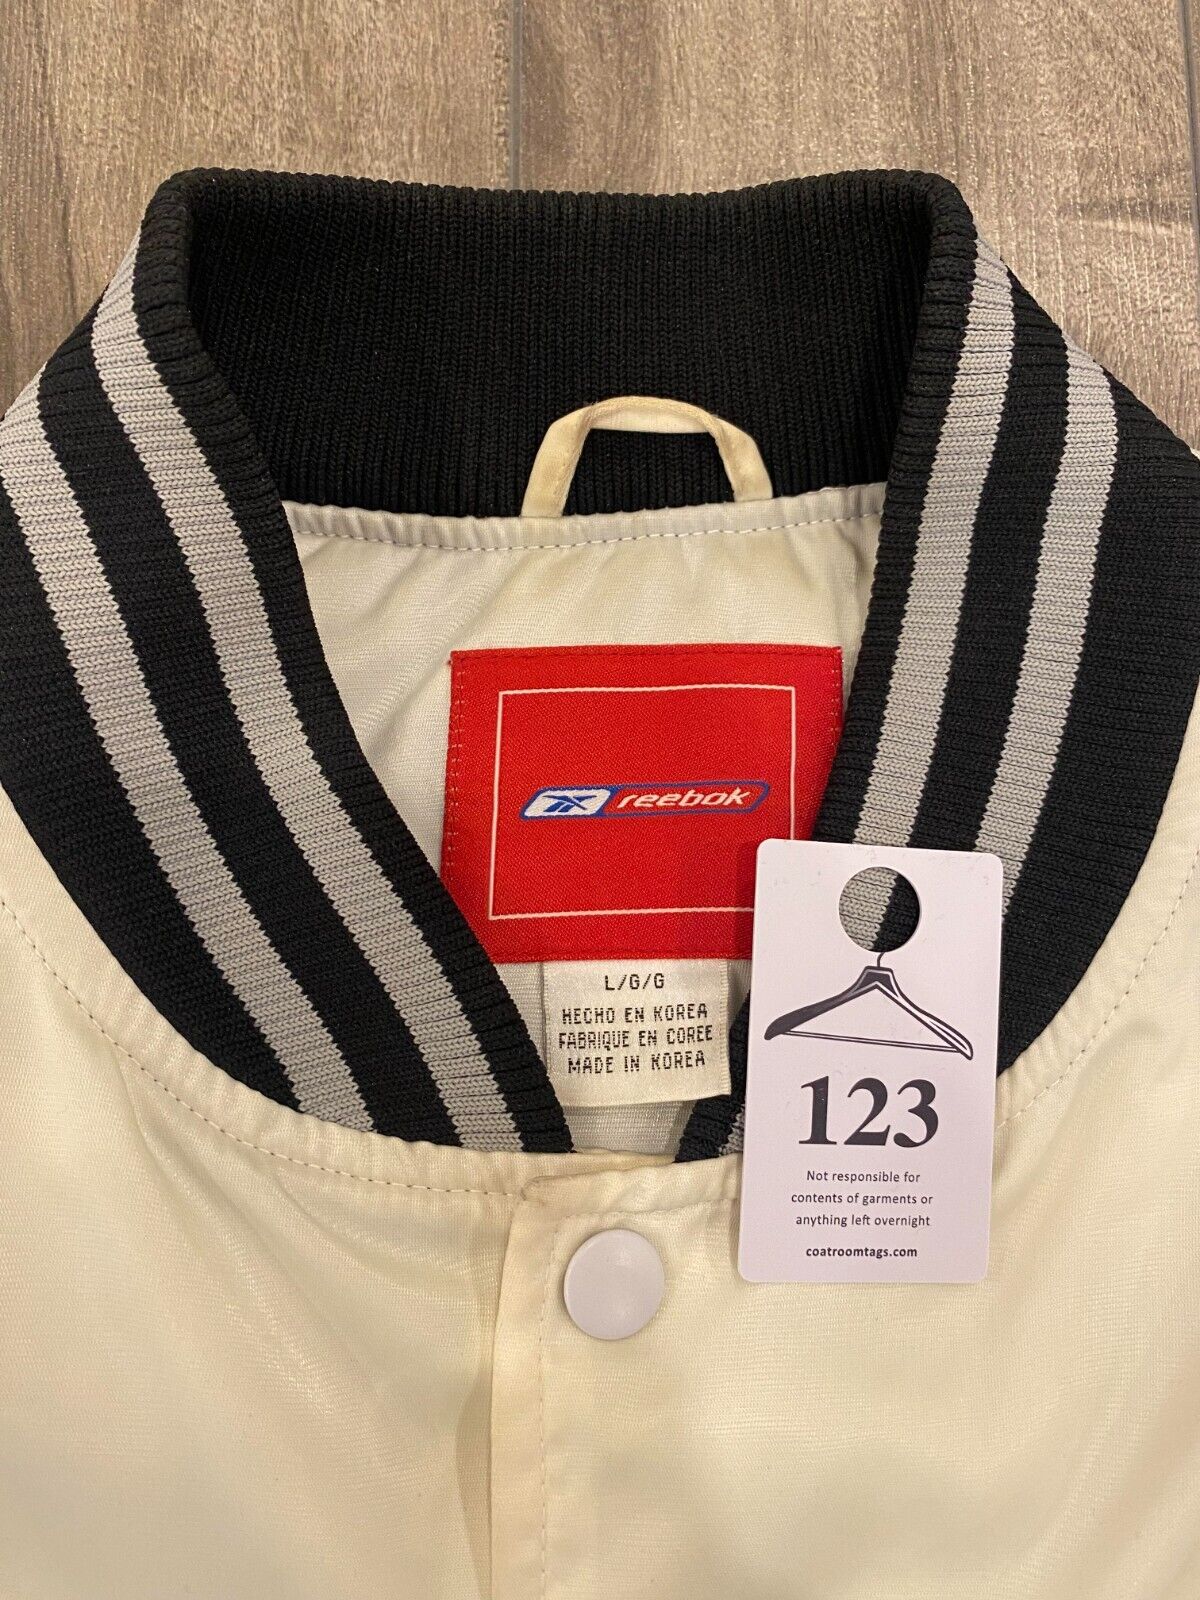 reebok
L/G/G
HECHO EN KOREA
FABRIQUE EN COREE
MADE IN KOREA
123
Not responsible for
contents of garments or
anything left overnight
coatroomtags.com